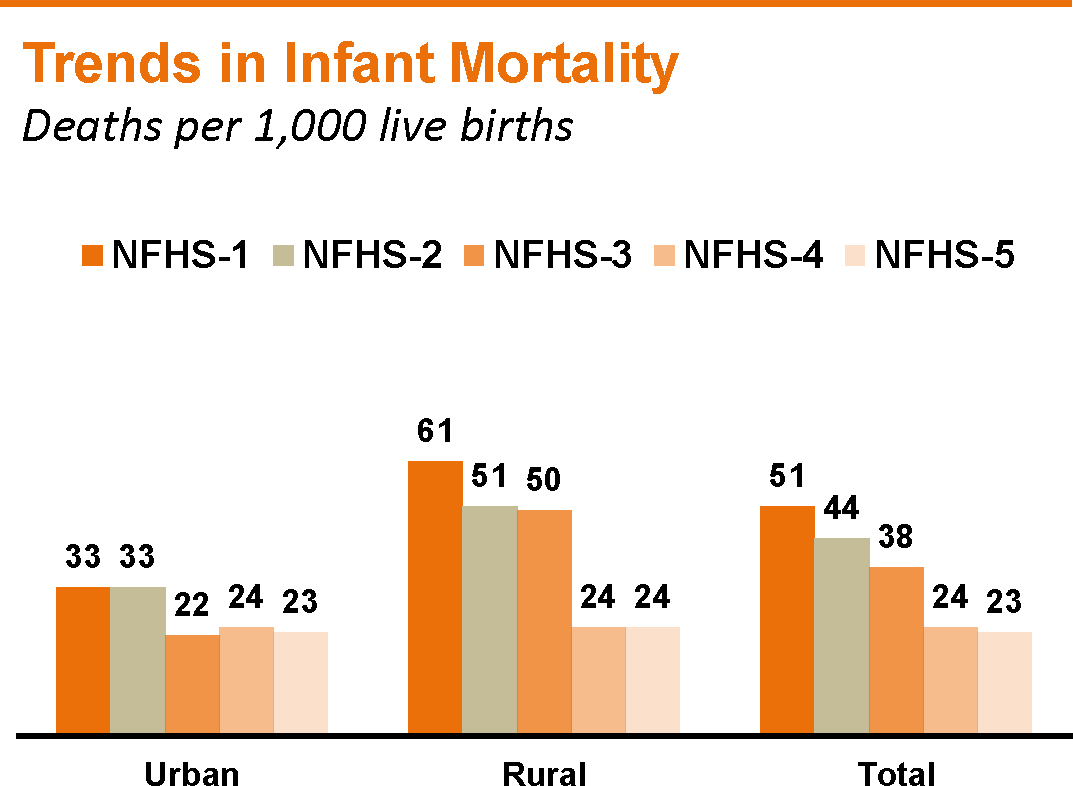 Trends in Infant Mortality
Deaths per 1,000 live births
NFHS-1 NFHS-2 NFHS-3 NFHS-4 NFHS-5
33 33 22 24 23
61 51 50 24 24
51 44 38 24 23
Urban Rural Total